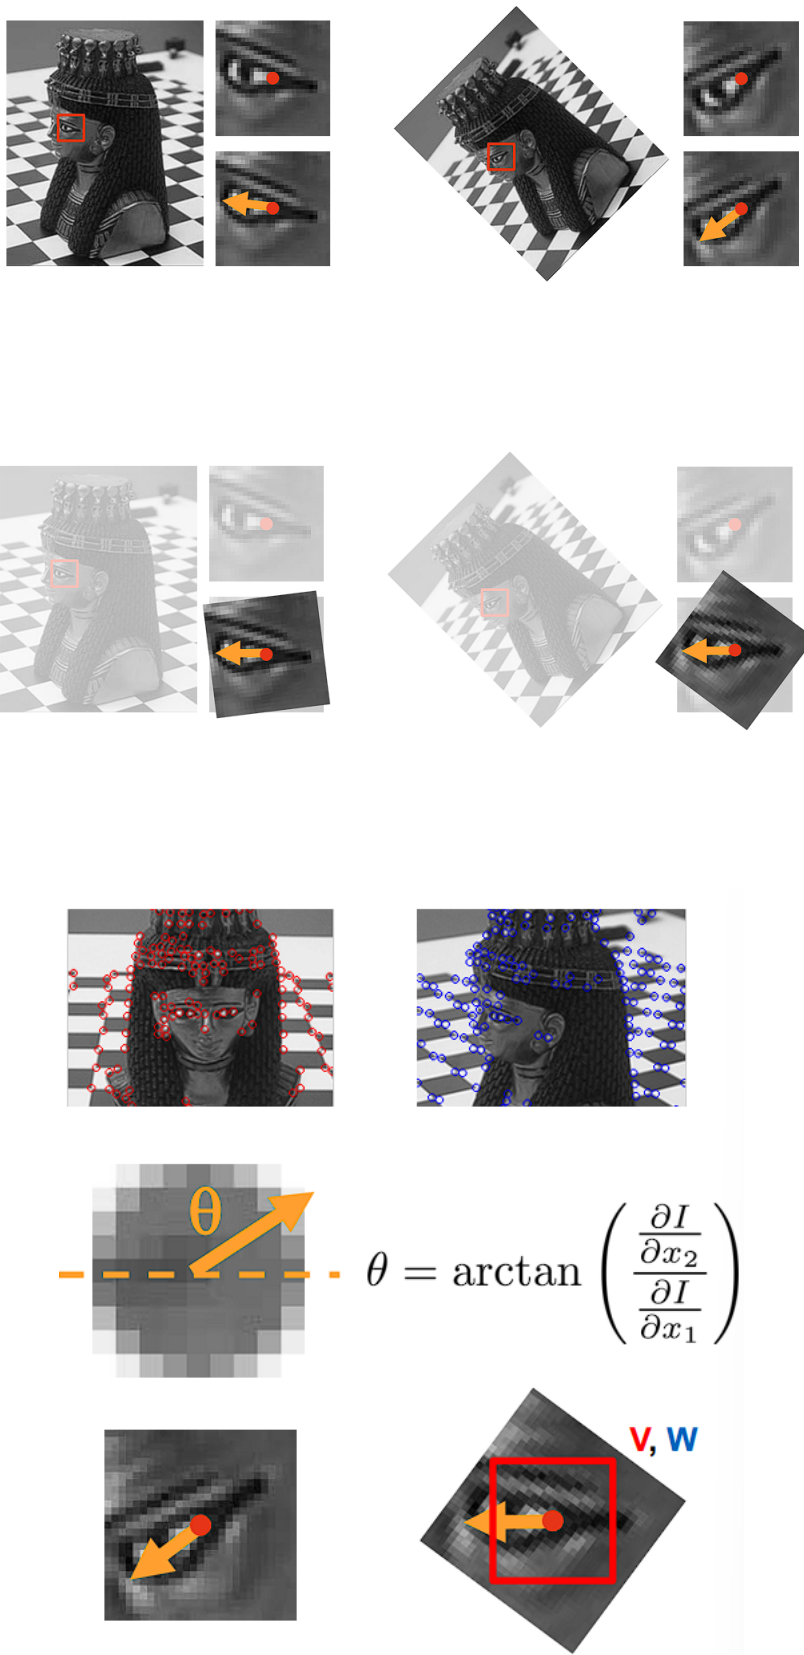 θ
θ = arctan ( ∂I/∂x₂ / ∂I/∂x₁ )
V, W